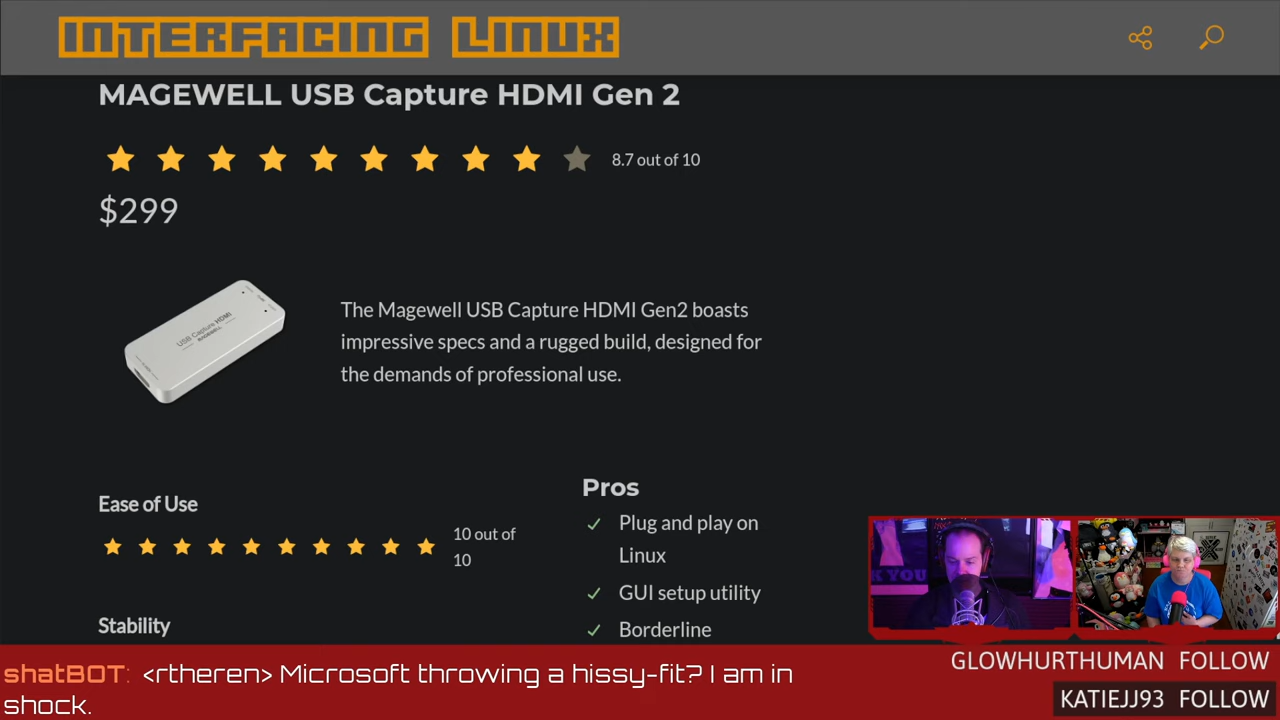 INTERFACING LINUX
MAGEWELL USB Capture HDMI Gen 2
8.7 out of 10
$299
USB Capture HDMI
MAGEWELL
The Magewell USB Capture HDMI Gen2 boasts
impressive specs and a rugged build, designed for
the demands of professional use.
Ease of Use
10 out of
10
Stability
Pros
Plug and play on
Linux
GUI setup utility
Borderline
K YOU
shatBOT: <rtheren> Microsoft throwing a hissy-fit? I am in
shock.
GLOWHURTHUMAN FOLLOW
KATIEJJ93 FOLLOW